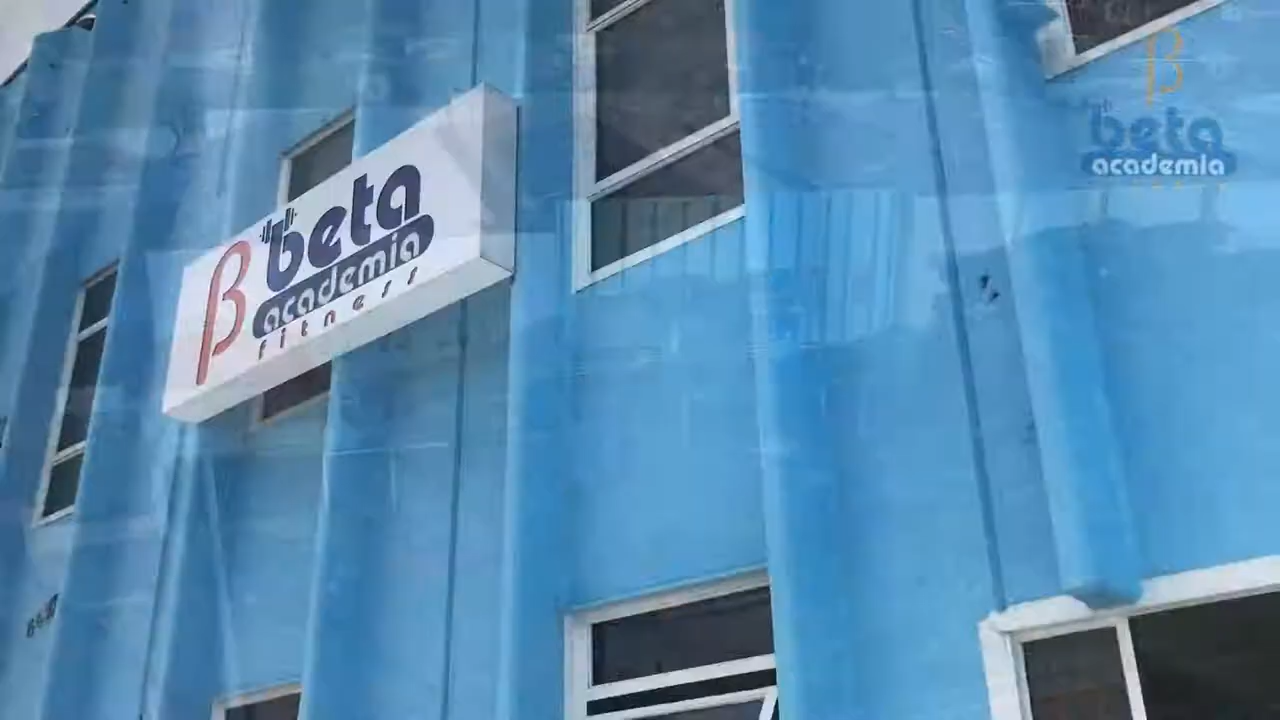 β
beta
academia
fitness
β
beta
academia